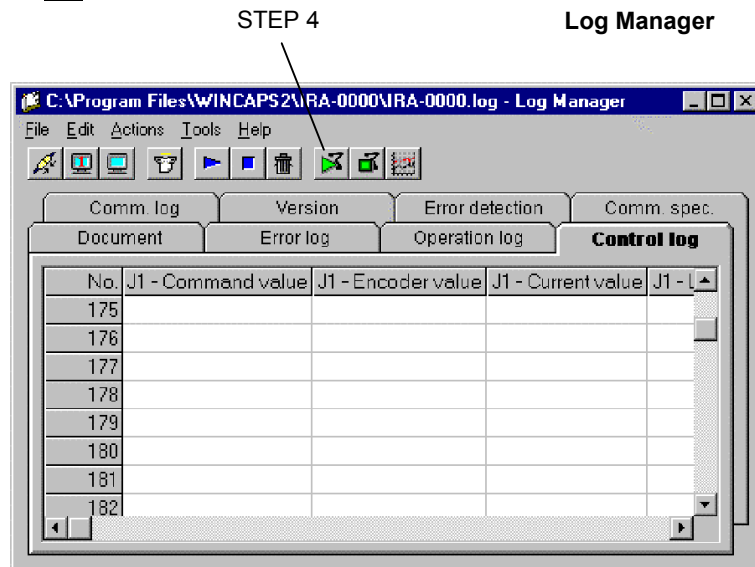 STEP 4 Log Manager
C:\Program Files\WINCAPS2\IRA-0000\IRA-0000.log - Log Manager
File Edit Actions Tools Help
Comm. log Version Error detection Comm. spec.
Document Error log Operation log Control log
No. J1 - Command value J1 - Encoder value J1 - Current value J1 - L
175
176
177
178
179
180
181
182